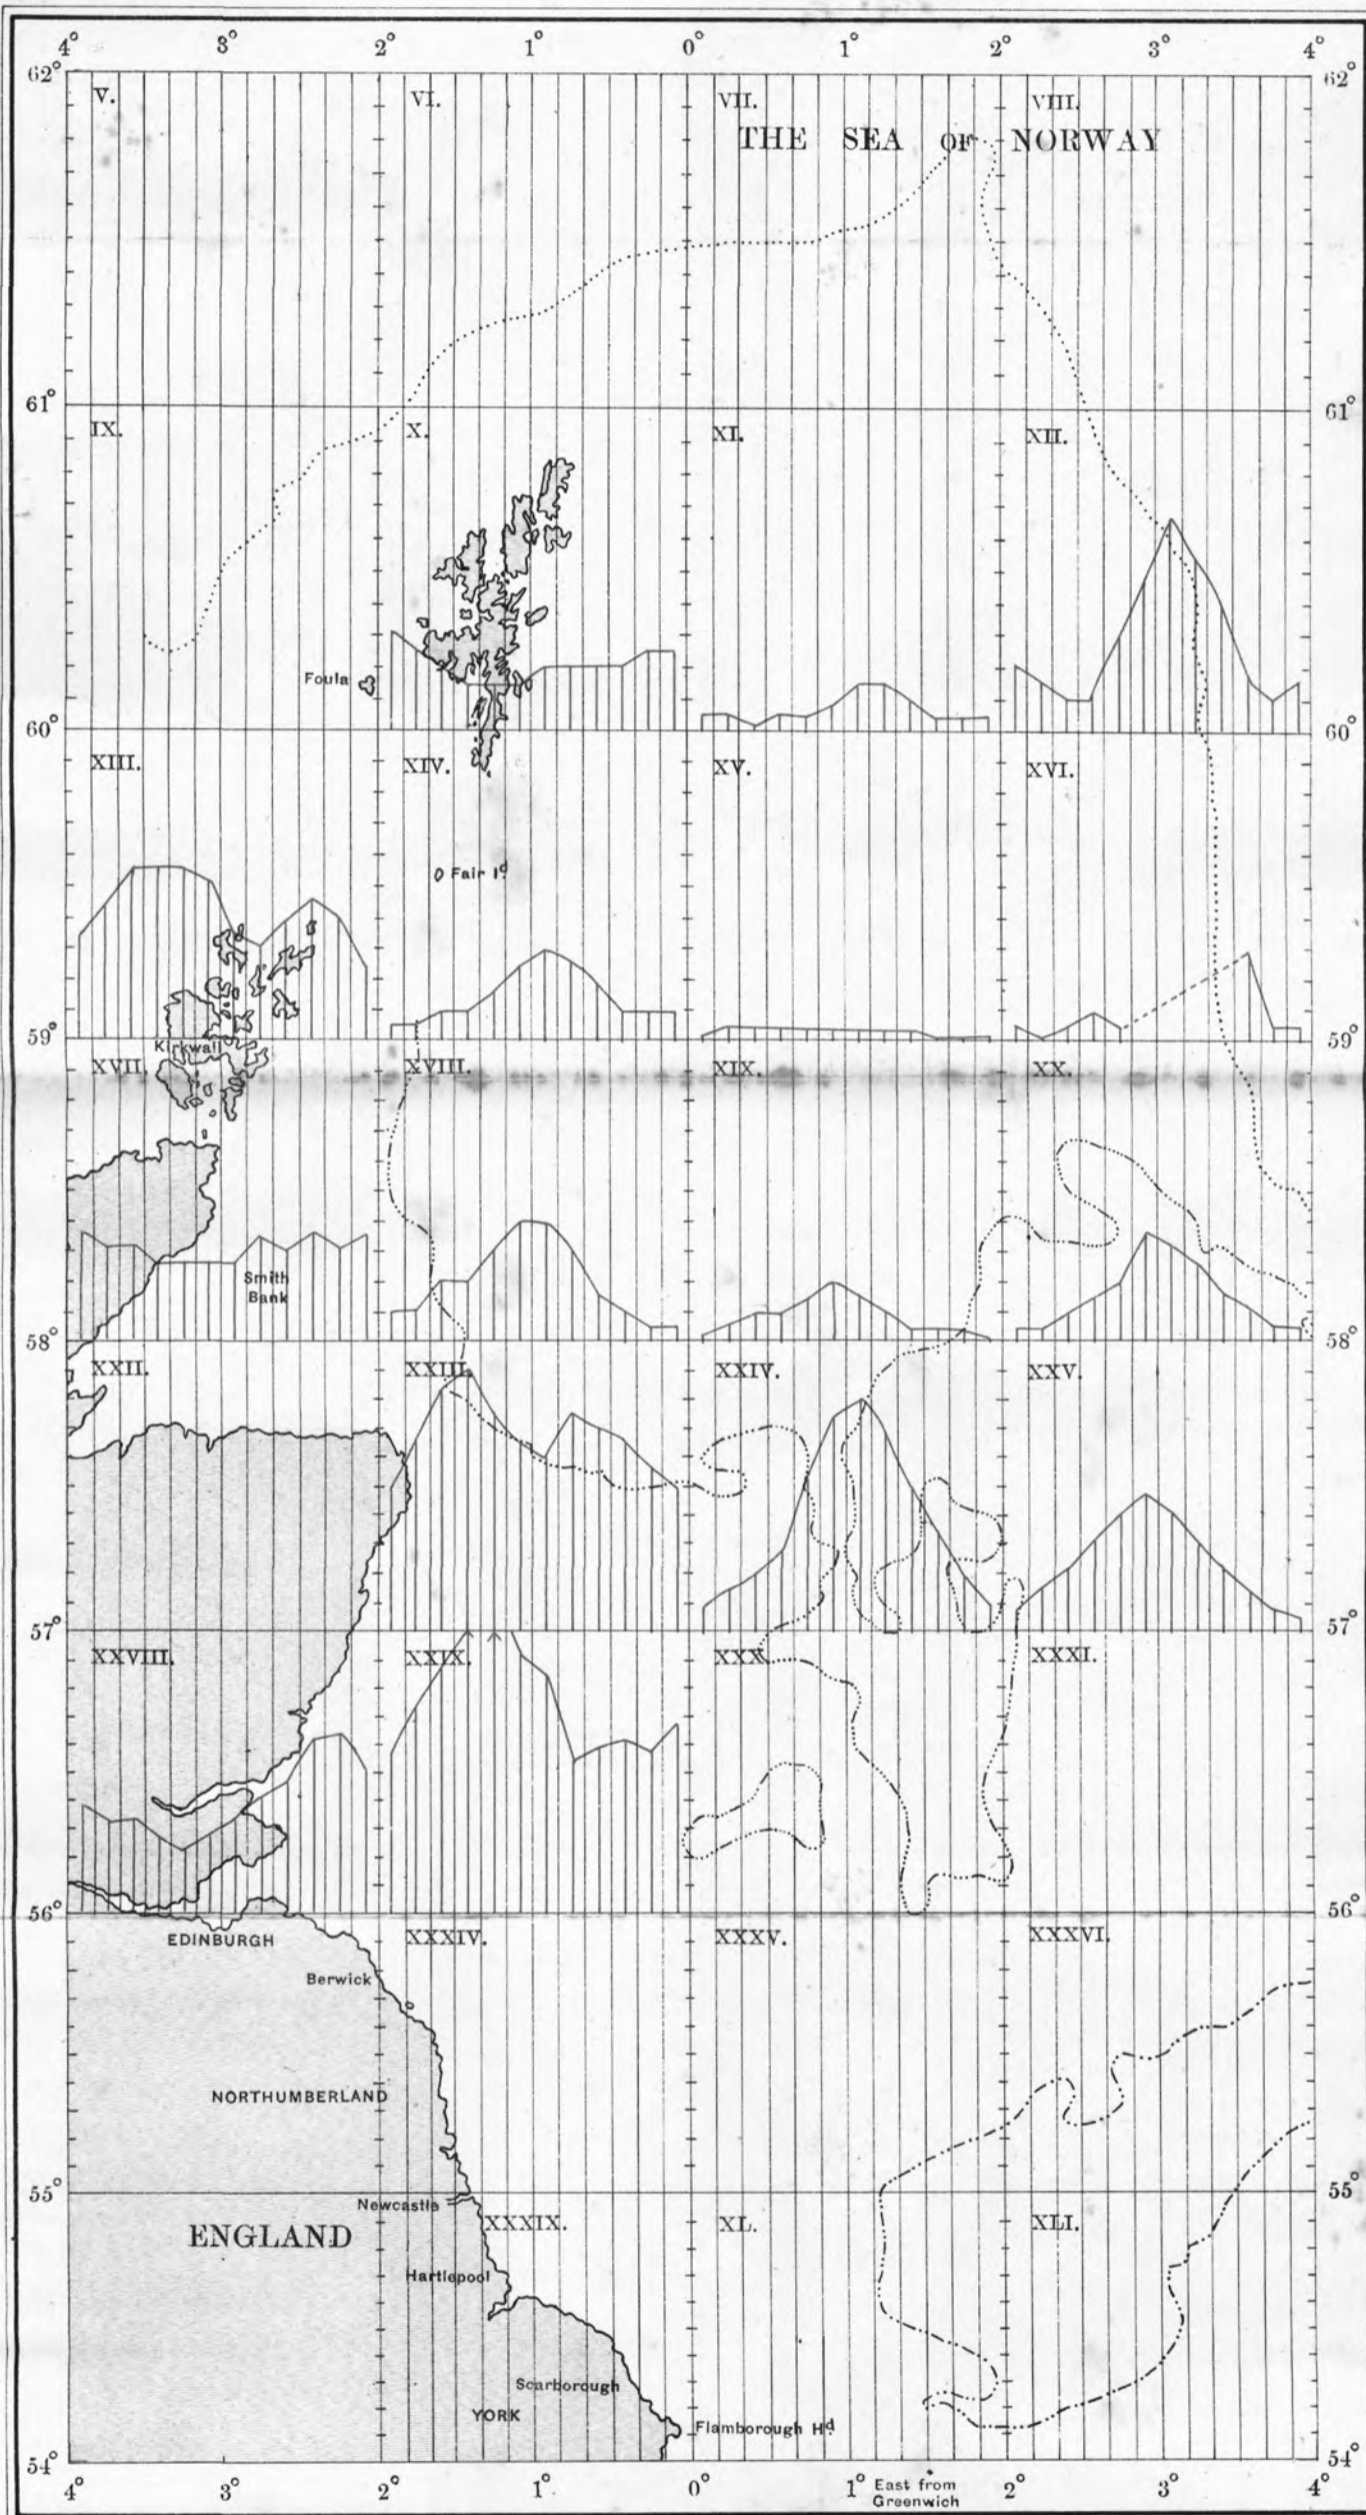 4° 3° 2° 1° 0° 1° 2° 3° 4°
62° 62°
V. VI. VII. VIII.
THE SEA OF NORWAY
61° 61°
IX. X. XI. XII.
Foula
60° 60°
XIII. XIV. XV. XVI.
Fair Id.
59° 59°
Kirkwall
XVII. XVIII. XIX. XX.
Smith
Bank
58° 58°
XXII. XXIII. XXIV. XXV.
57° 57°
XXVIII. XXIX. XXX. XXXI.
56° 56°
EDINBURGH
XXXIV. XXXV. XXXVI.
Berwick
NORTHUMBERLAND
55° 55°
Newcastle
XXXIX. XL. XLI.
ENGLAND
Hartlepool
Scarborough
YORK
Flamborough Hd.
54° 54°
4° 3° 2° 1° 0° 1° East from 2° 3° 4°
Greenwich